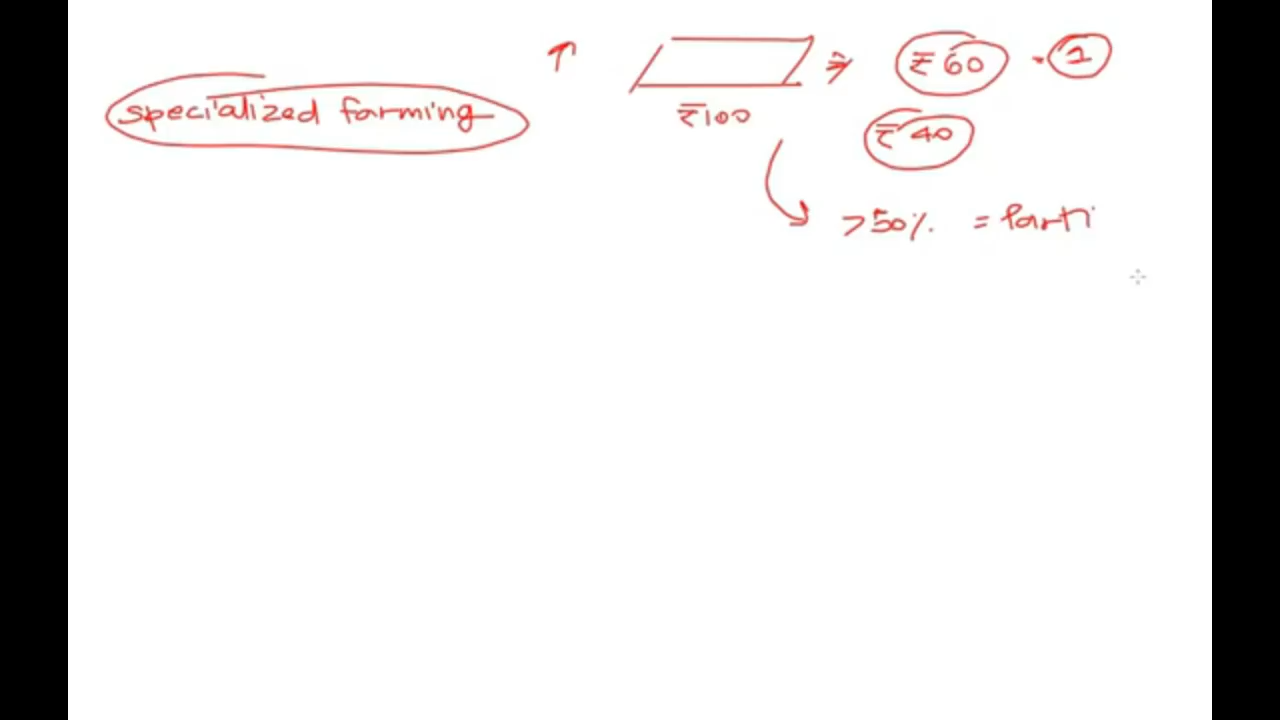 specialized farming
₹100
⇒ ₹60 - 1
₹40
>50% = Parti